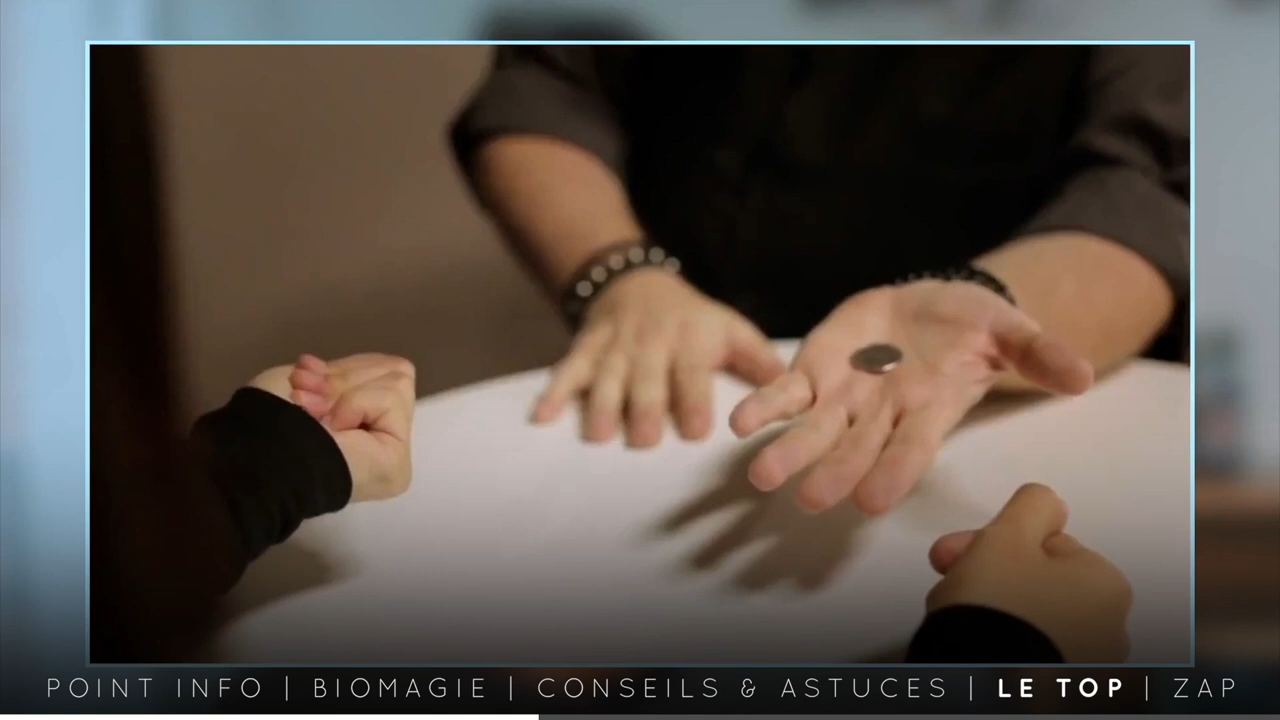 POINT INFO | BIOMAGIE | CONSEILS & ASTUCES | LE TOP | ZAP